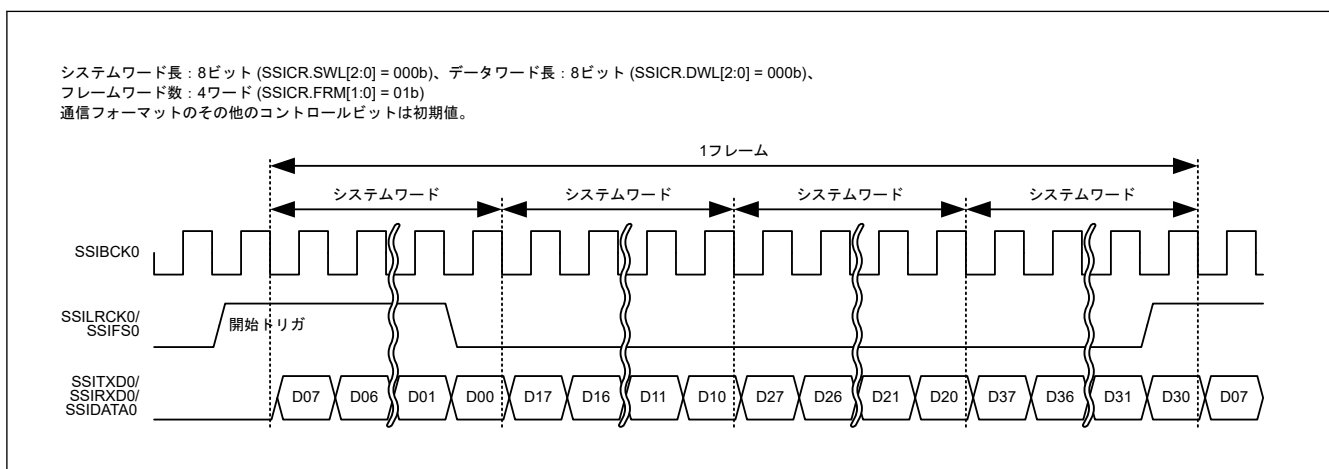 システムワード長：8ビット (SSICR.SWL[2:0] = 000b)、データワード長：8ビット (SSICR.DWL[2:0] = 000b)、
フレームワード数：4ワード (SSICR.FRM[1:0] = 01b)
通信フォーマットのその他のコントロールビットは初期値。
1フレーム
システムワード システムワード システムワード システムワード
SSIBCK0
SSILRCK0/
SSIFS0
開始トリガ
SSITXD0/
SSIRXD0/
SSIDATA0
D07 D06 D01 D00 D17 D16 D11 D10 D27 D26 D21 D20 D37 D36 D31 D30 D07